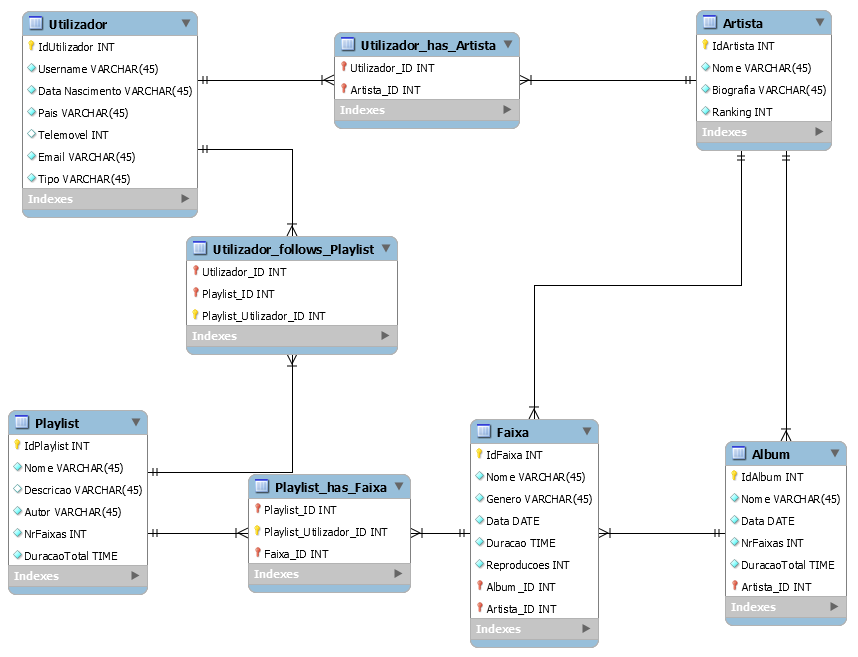 Utilizador
IdUtilizador INT
Username VARCHAR(45)
Data Nascimento VARCHAR(45)
Pais VARCHAR(45)
Telemovel INT
Email VARCHAR(45)
Tipo VARCHAR(45)
Indexes
Utilizador_has_Artista
Utilizador_ID INT
Artista_ID INT
Indexes
Artista
IdArtista INT
Nome VARCHAR(45)
Biografia VARCHAR(45)
Ranking INT
Indexes
Utilizador_follows_Playlist
Utilizador_ID INT
Playlist_ID INT
Playlist_Utilizador_ID INT
Indexes
Playlist
IdPlaylist INT
Nome VARCHAR(45)
Descricao VARCHAR(45)
Autor VARCHAR(45)
NrFaixas INT
DuracaoTotal TIME
Indexes
Playlist_has_Faixa
Playlist_ID INT
Playlist_Utilizador_ID INT
Faixa_ID INT
Indexes
Faixa
IdFaixa INT
Nome VARCHAR(45)
Genero VARCHAR(45)
Data DATE
Duracao TIME
Reproducoes INT
Album_ID INT
Artista_ID INT
Indexes
Album
IdAlbum INT
Nome VARCHAR(45)
Data DATE
NrFaixas INT
DuracaoTotal TIME
Artista_ID INT
Indexes